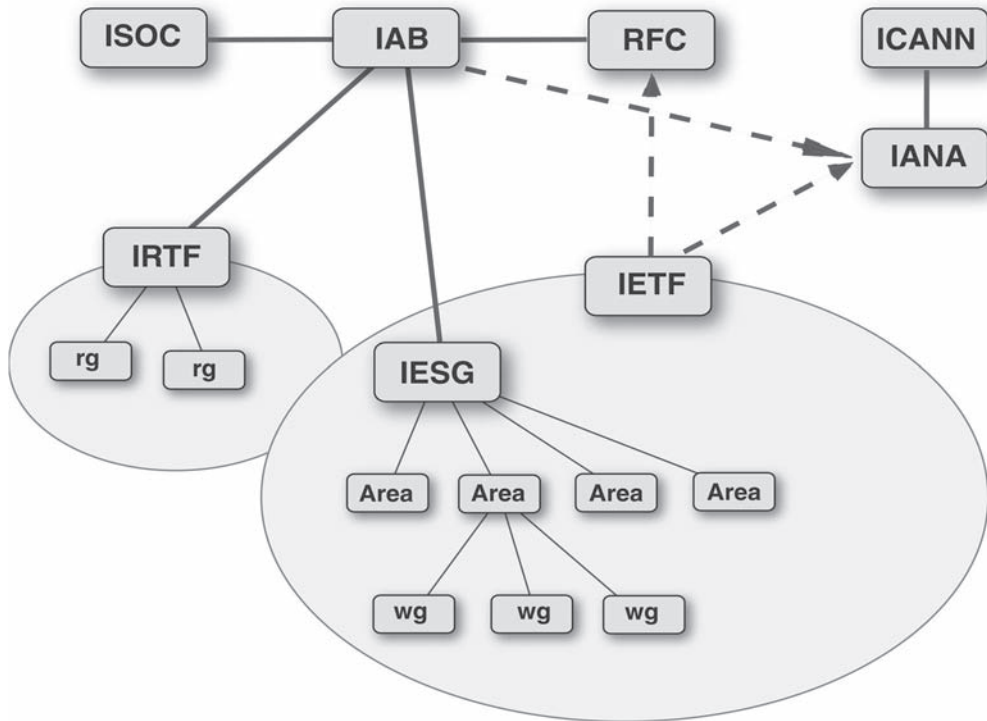 ISOC
IAB
RFC
ICANN
IANA
IRTF
IETF
rg
rg
IESG
Area
Area
Area
Area
wg
wg
wg